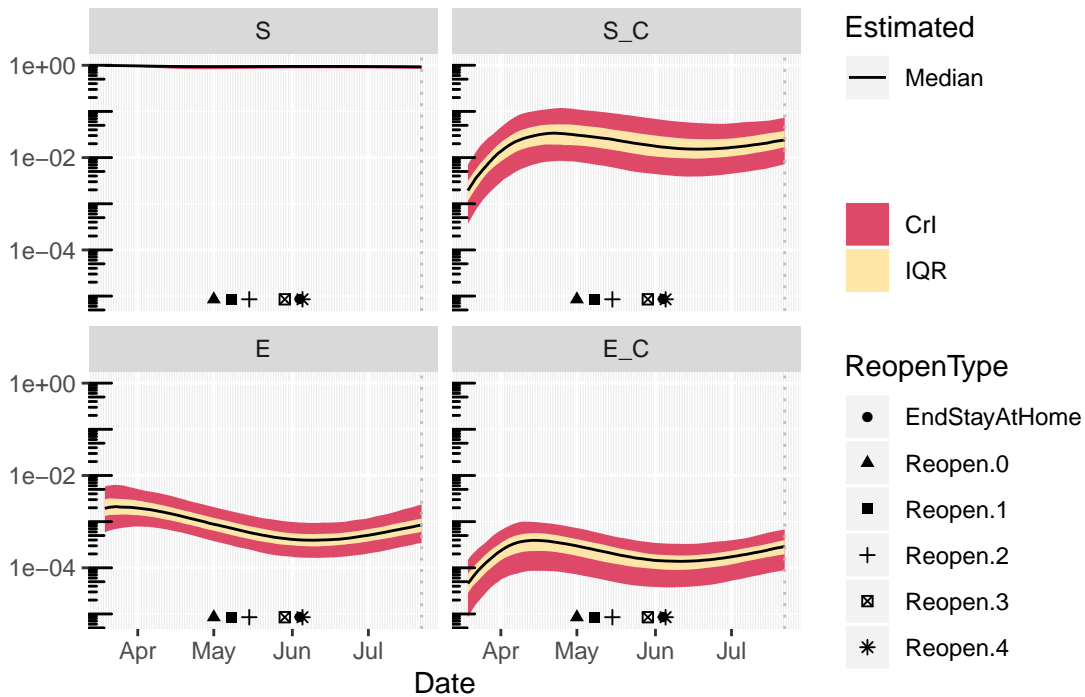 S
S_C
1e+00
1e−02
1e−04
E
E_C
1e+00
1e−02
1e−04
Apr
May
Jun
Jul
Apr
May
Jun
Jul
Date
Estimated
Median
CrI
IQR
ReopenType
EndStayAtHome
Reopen.0
Reopen.1
Reopen.2
Reopen.3
Reopen.4